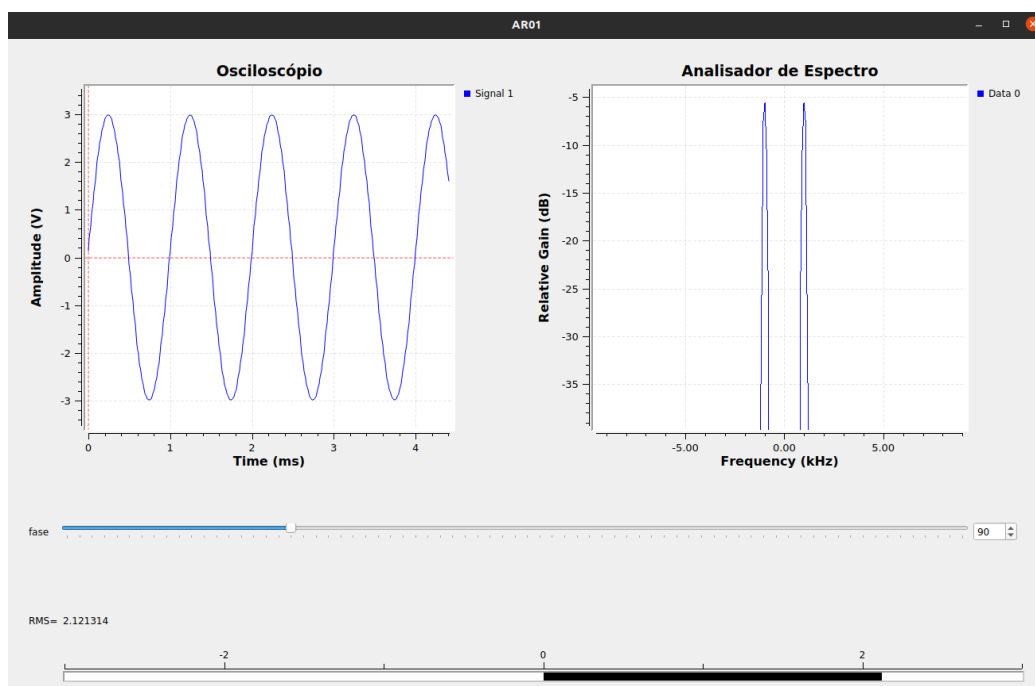 AR01
Osciloscópio
Signal 1
3
2
1
0
-1
-2
-3
Amplitude (V)
0 1 2 3 4
Time (ms)
Analisador de Espectro
Data 0
-5
-10
-15
-20
-25
-30
-35
Relative Gain (dB)
-5.00 0.00 5.00
Frequency (kHz)
fase 90
RMS= 2.121314
-2 0 2